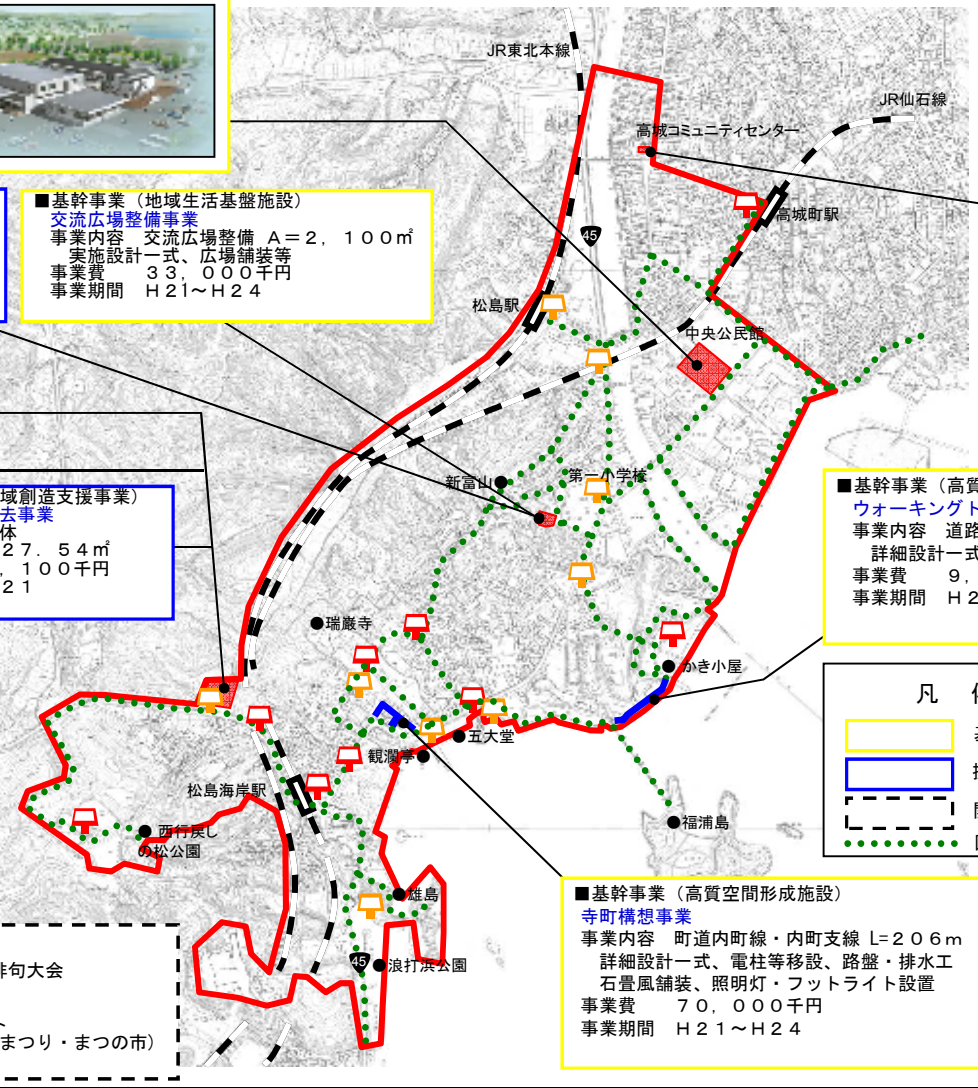 JR東北本線
JR仙石線
高城コミュニティセンター
高城町駅
■基幹事業（地域生活基盤施設）
交流広場整備事業
事業内容　交流広場整備　A＝２，１００㎡
実施設計一式、広場舗装等
事業費　　３３，０００千円
事業期間　H２１～H２４
45
松島駅
中央公民館
新富山
第一小学校
域創造支援事業）
去事業
体
２７．５４㎡
，１００千円
２１
■基幹事業（高質
ウォーキングト
事業内容　道路
詳細設計一式
事業費　　９，
事業期間　H２
瑞巌寺
かき小屋
凡　例
五大堂
観瀾亭
松島海岸駅
西行戻し
の松公園
福浦島
雄島
45
浪打浜公園
俳句大会
まつり・まつの市）
■基幹事業（高質空間形成施設）
寺町構想事業
事業内容　町道内町線・内町支線 L=２０６m
詳細設計一式、電柱等移設、路盤・排水工
石畳風舗装、照明灯・フットライト設置
事業費　　７０，０００千円
事業期間　H２１～H２４